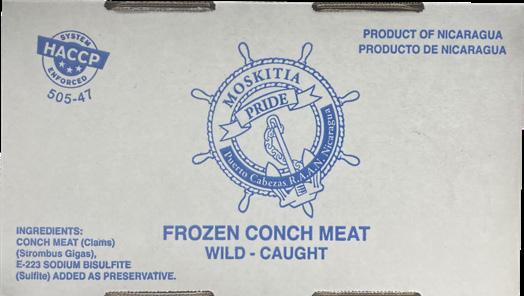 SYSTEM
HACCP
ENFORCED
505-47
MOSKITIA
PRIDE
Puerto Cabezas R.A.A.N. Nicaragua
PRODUCT OF NICARAGUA
PRODUCTO DE NICARAGUA
FROZEN CONCH MEAT
WILD - CAUGHT
INGREDIENTS:
CONCH MEAT (Clams)
(Strombus Gigas),
E-223 SODIUM BISULFITE
(Sulfite) ADDED AS PRESERVATIVE.